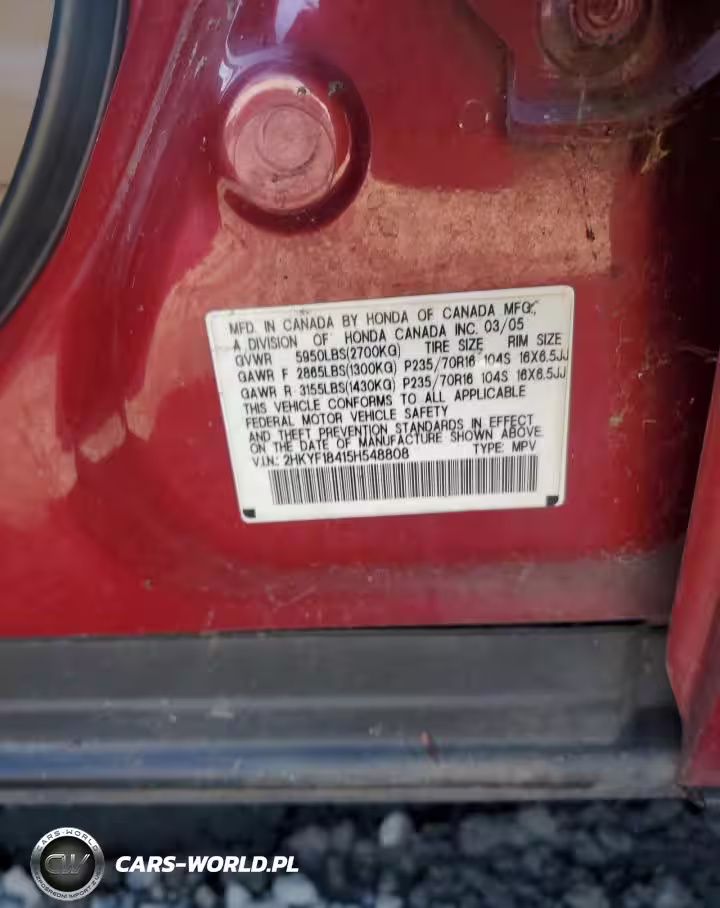 MFD. IN CANADA BY HONDA OF CANADA MFG.,
A DIVISION OF HONDA CANADA INC. 03/05
GVWR 5950LBS(2700KG) TIRE SIZE RIM SIZE
GAWR F 2865LBS(1300KG) P235/70R16 104S 16X6.5JJ
GAWR R 3155LBS(1430KG) P235/70R16 104S 16X6.5JJ
THIS VEHICLE CONFORMS TO ALL APPLICABLE
FEDERAL MOTOR VEHICLE SAFETY
AND THEFT PREVENTION STANDARDS IN EFFECT
ON THE DATE OF MANUFACTURE SHOWN ABOVE.
V.I.N.: 2HKYF18415H548808 TYPE: MPV
CARS-WORLD
CW
CARS-WORLD.PL